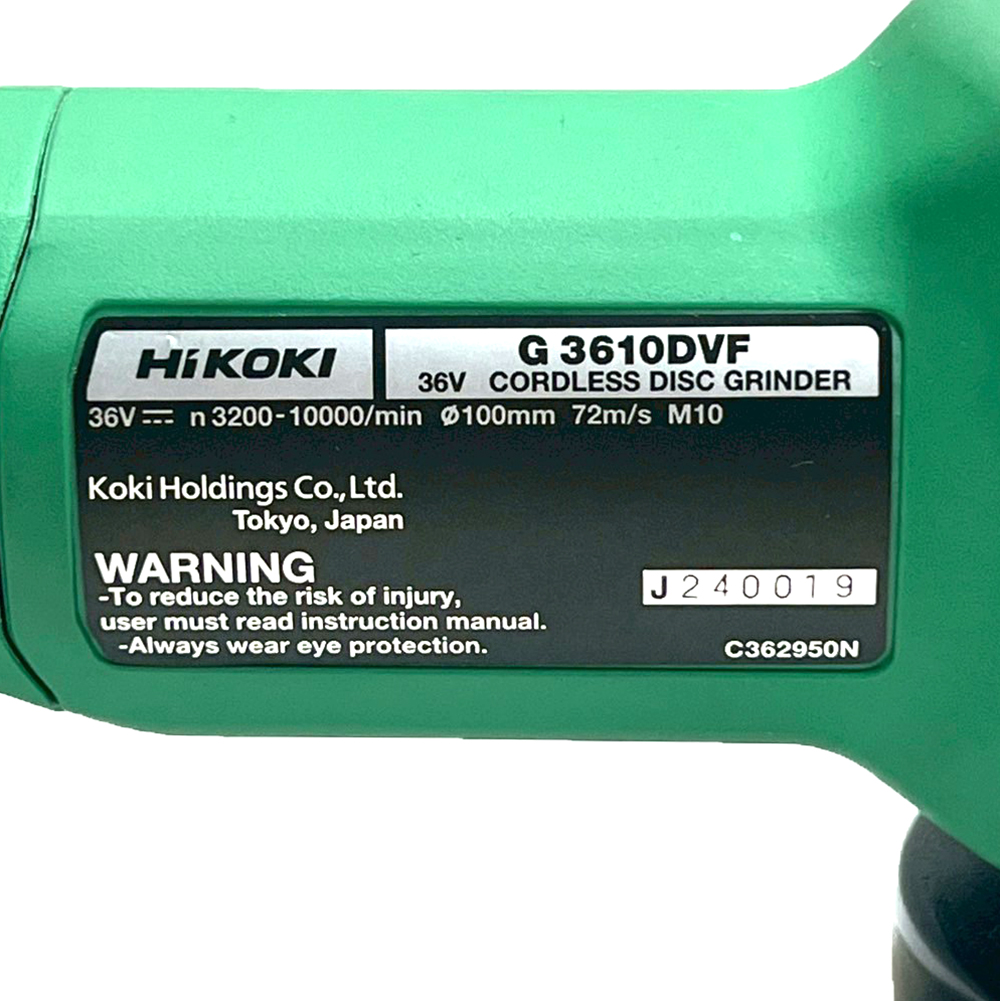 HiKOKI
G 3610DVF
36V CORDLESS DISC GRINDER
36V ⎓ n 3200-10000/min Ø100mm 72m/s M10
Koki Holdings Co.,Ltd.
Tokyo, Japan
WARNING
-To reduce the risk of injury,
user must read instruction manual.
-Always wear eye protection.
J240019
C362950N